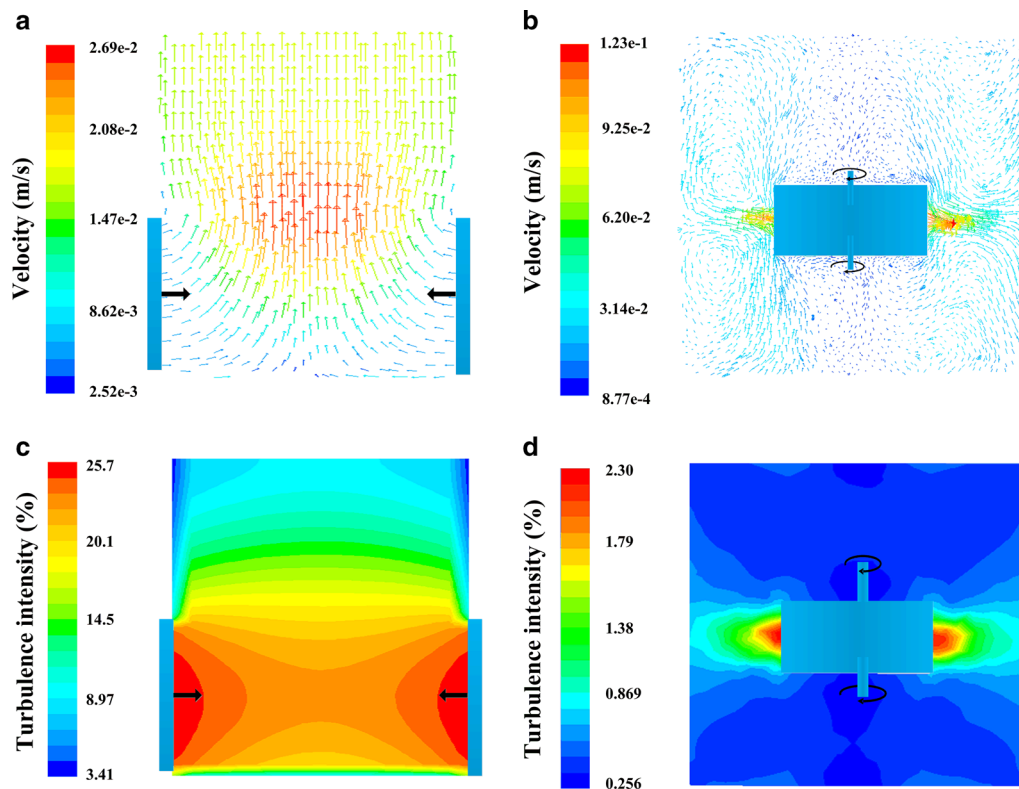 a
Velocity (m/s)
2.69e-2
2.08e-2
1.47e-2
8.62e-3
2.52e-3
b
Velocity (m/s)
1.23e-1
9.25e-2
6.20e-2
3.14e-2
8.77e-4
c
Turbulence intensity (%)
25.7
20.1
14.5
8.97
3.41
d
Turbulence intensity (%)
2.30
1.79
1.38
0.869
0.256